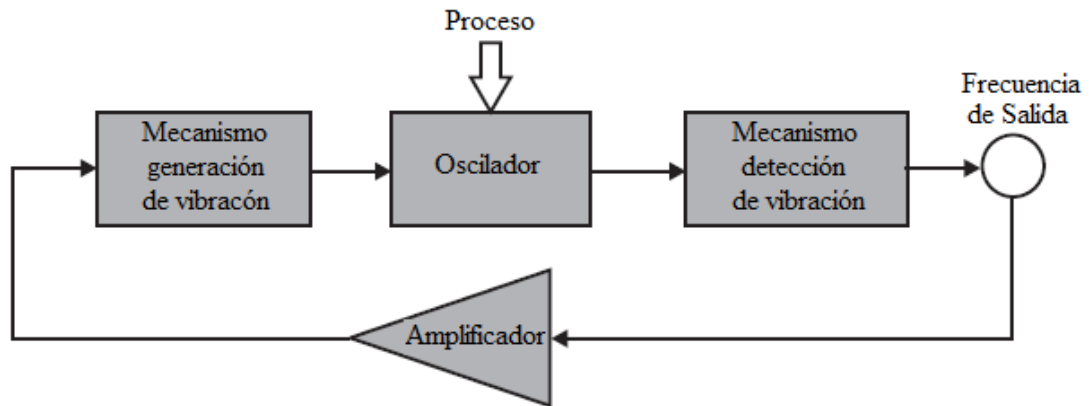 Proceso
Frecuencia
de Salida
Mecanismo
generación
de vibracón
Oscilador
Mecanismo
detección
de vibración
Amplificador